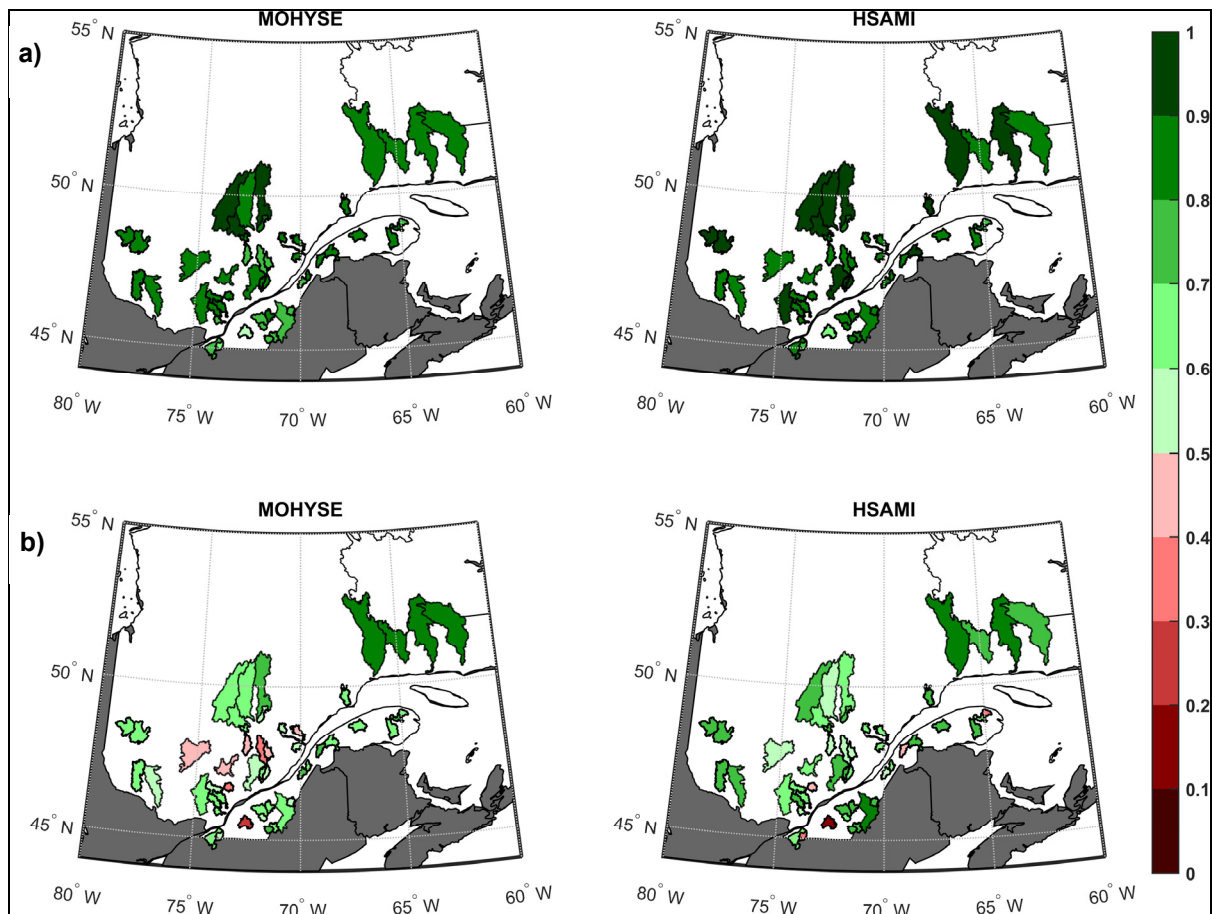 MOHYSE HSAMI
a)
55° N 55° N
50° N 50° N
45° N 45° N
80° W 75° W 70° W 65° W 60° W 80° W 75° W 70° W 65° W 60° W
MOHYSE HSAMI
b)
55° N 55° N
50° N 50° N
45° N 45° N
80° W 75° W 70° W 65° W 60° W 80° W 75° W 70° W 65° W 60° W
1
0.9
0.8
0.7
0.6
0.5
0.4
0.3
0.2
0.1
0